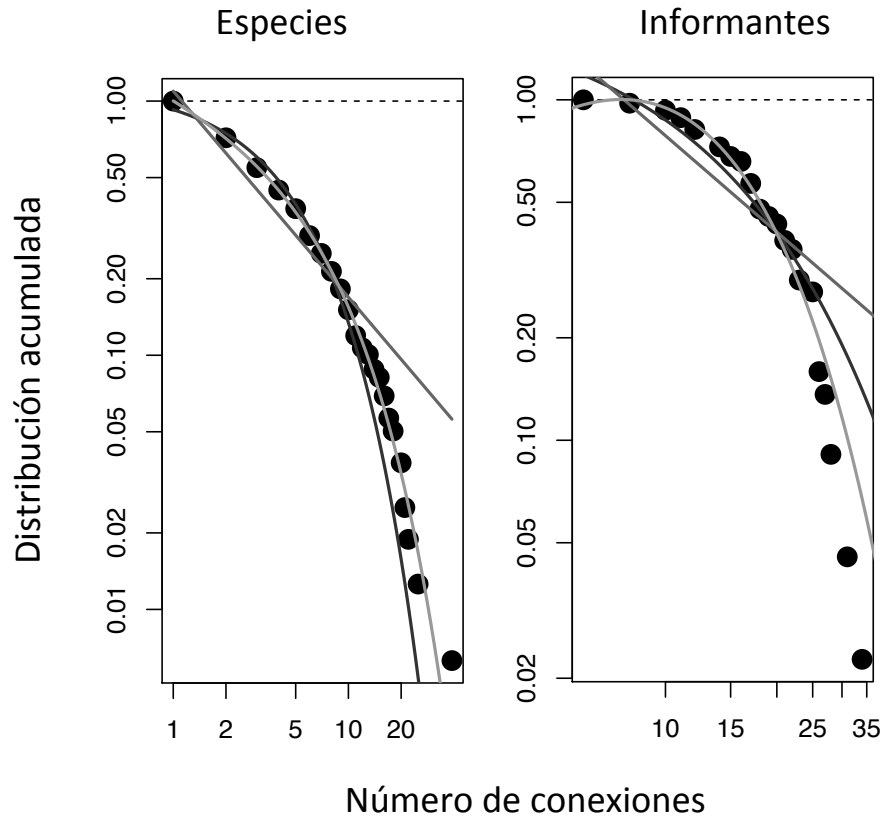 Especies
Informantes
Distribución acumulada
1.00
0.50
0.20
0.10
0.05
0.02
0.01
1 2 5 10 20
1.00
0.50
0.20
0.10
0.05
0.02
10 15 25 35
Número de conexiones